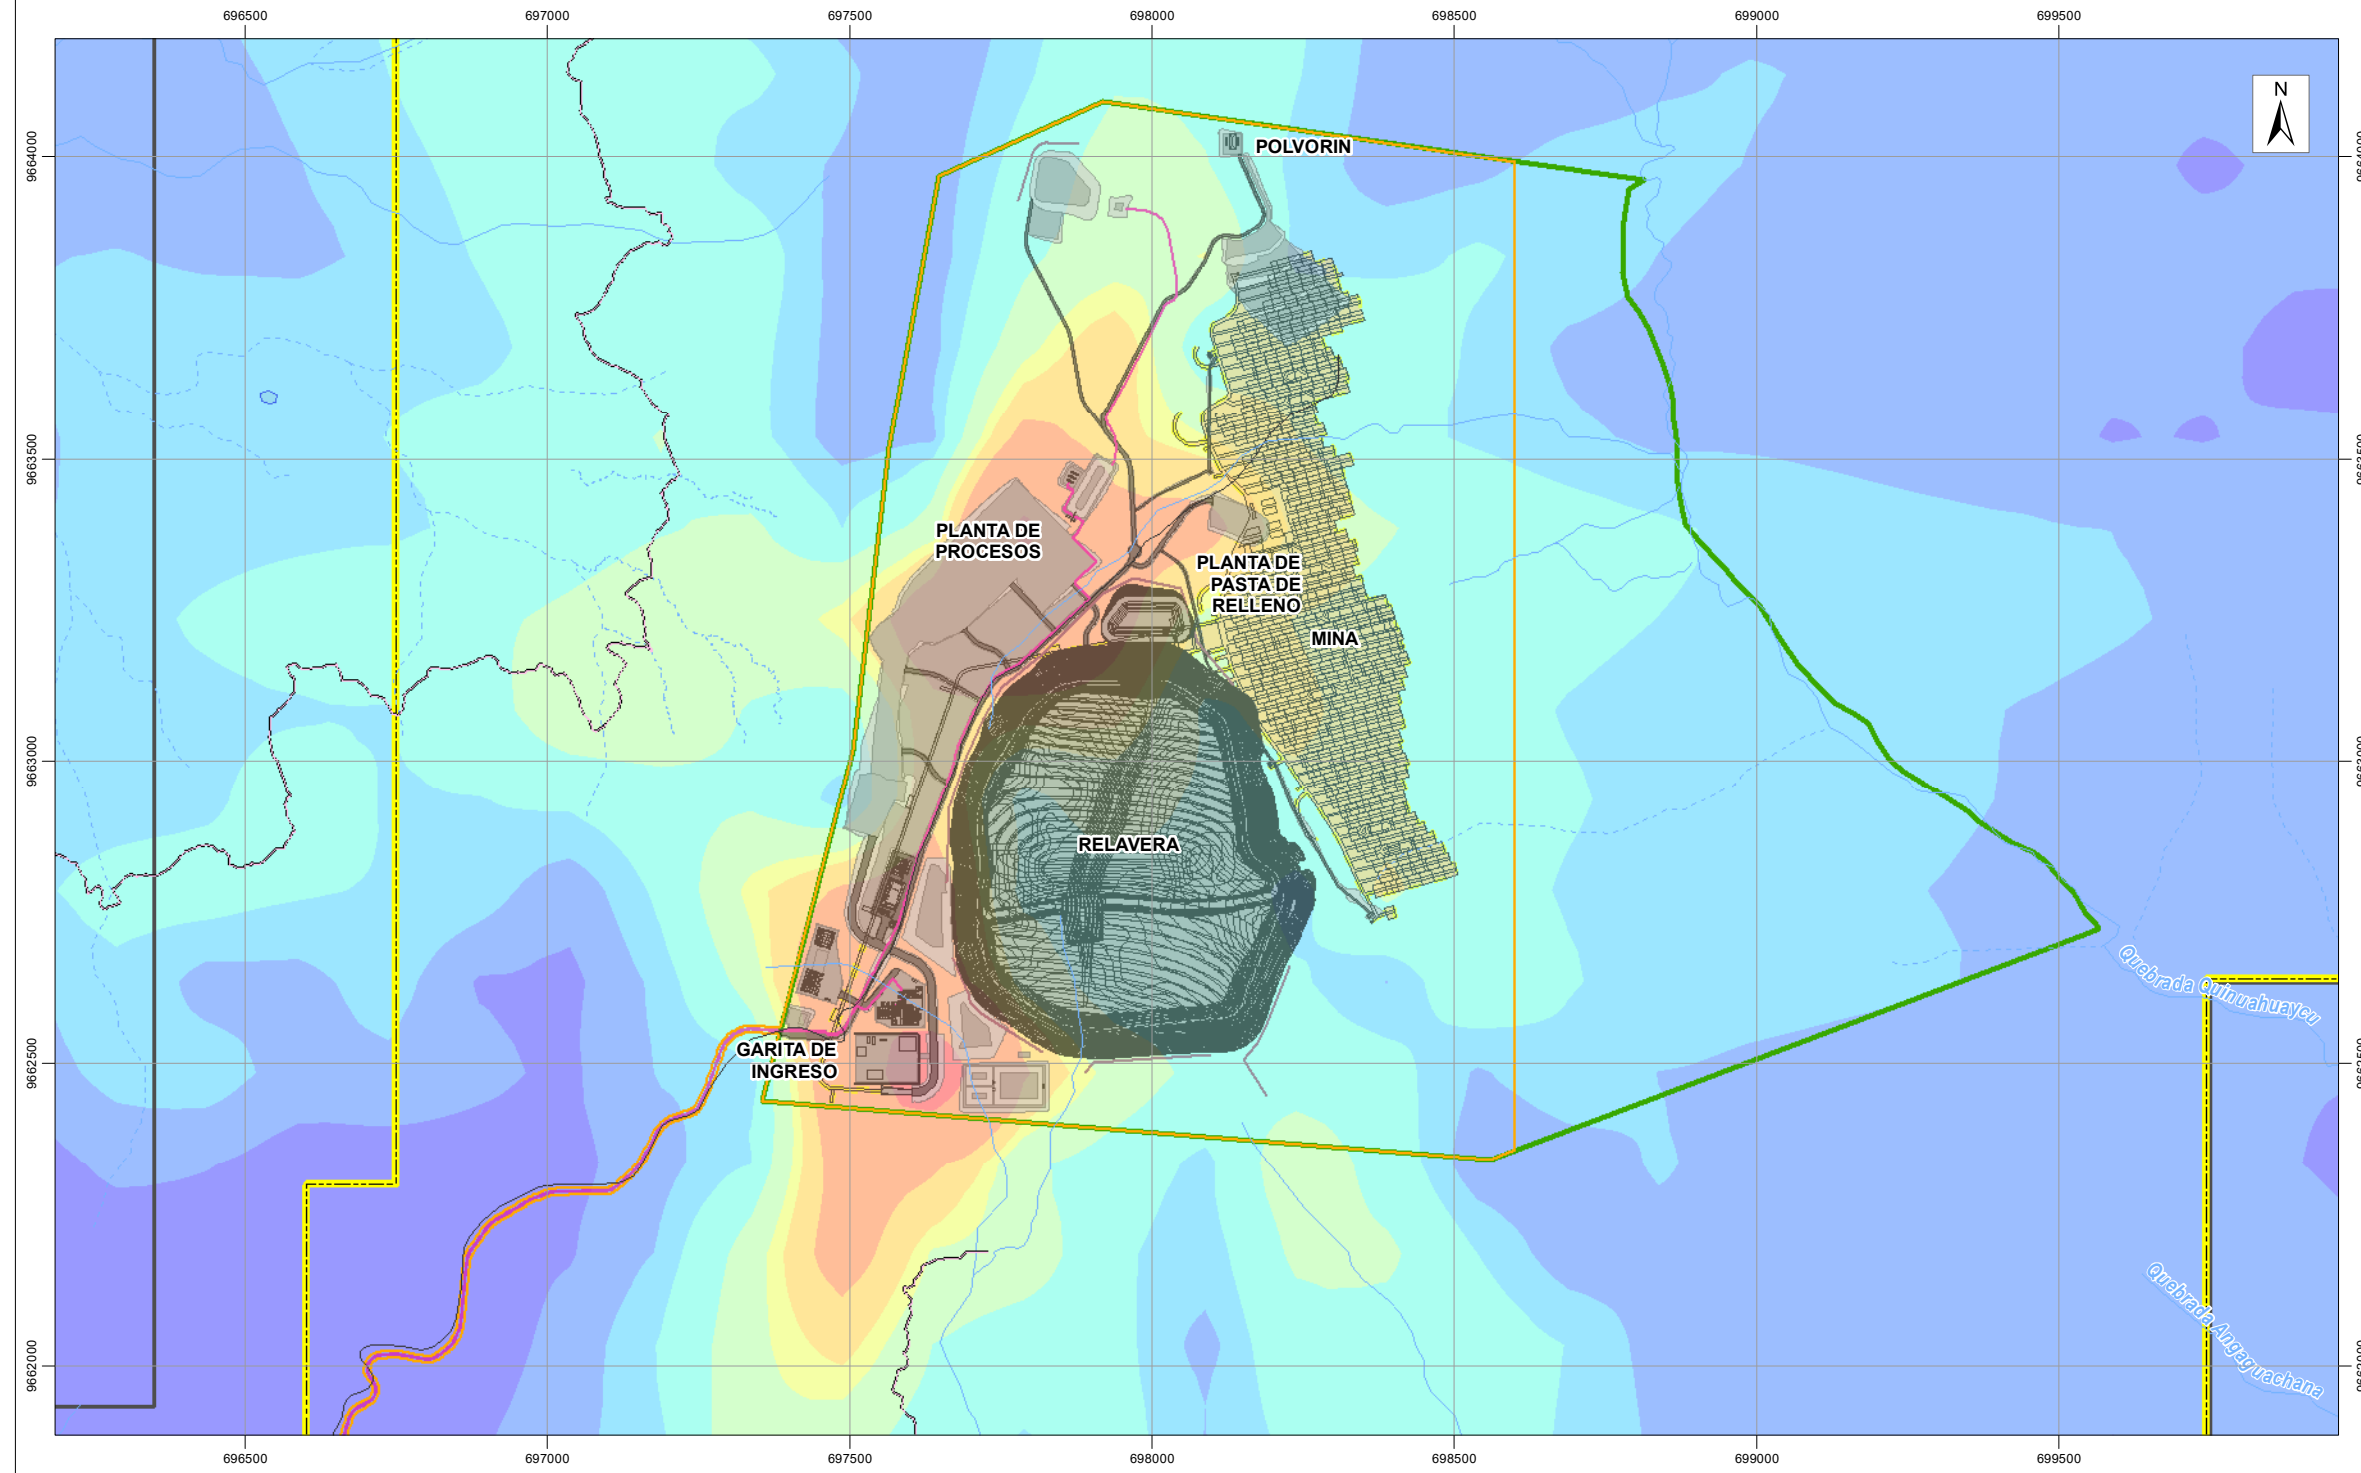 696500 697000 697500 698000 698500 699000 699500
N
9664000
POLVORIN
9663500
PLANTA DE
PROCESOS
PLANTA DE
PASTA DE
RELLENO
MINA
9663000
RELAVERA
Quebrada Quinuahuaycu
GARITA DE
INGRESO
9662500
Quebrada Angaguachana
9662000
696500 697000 697500 698000 698500 699000 699500